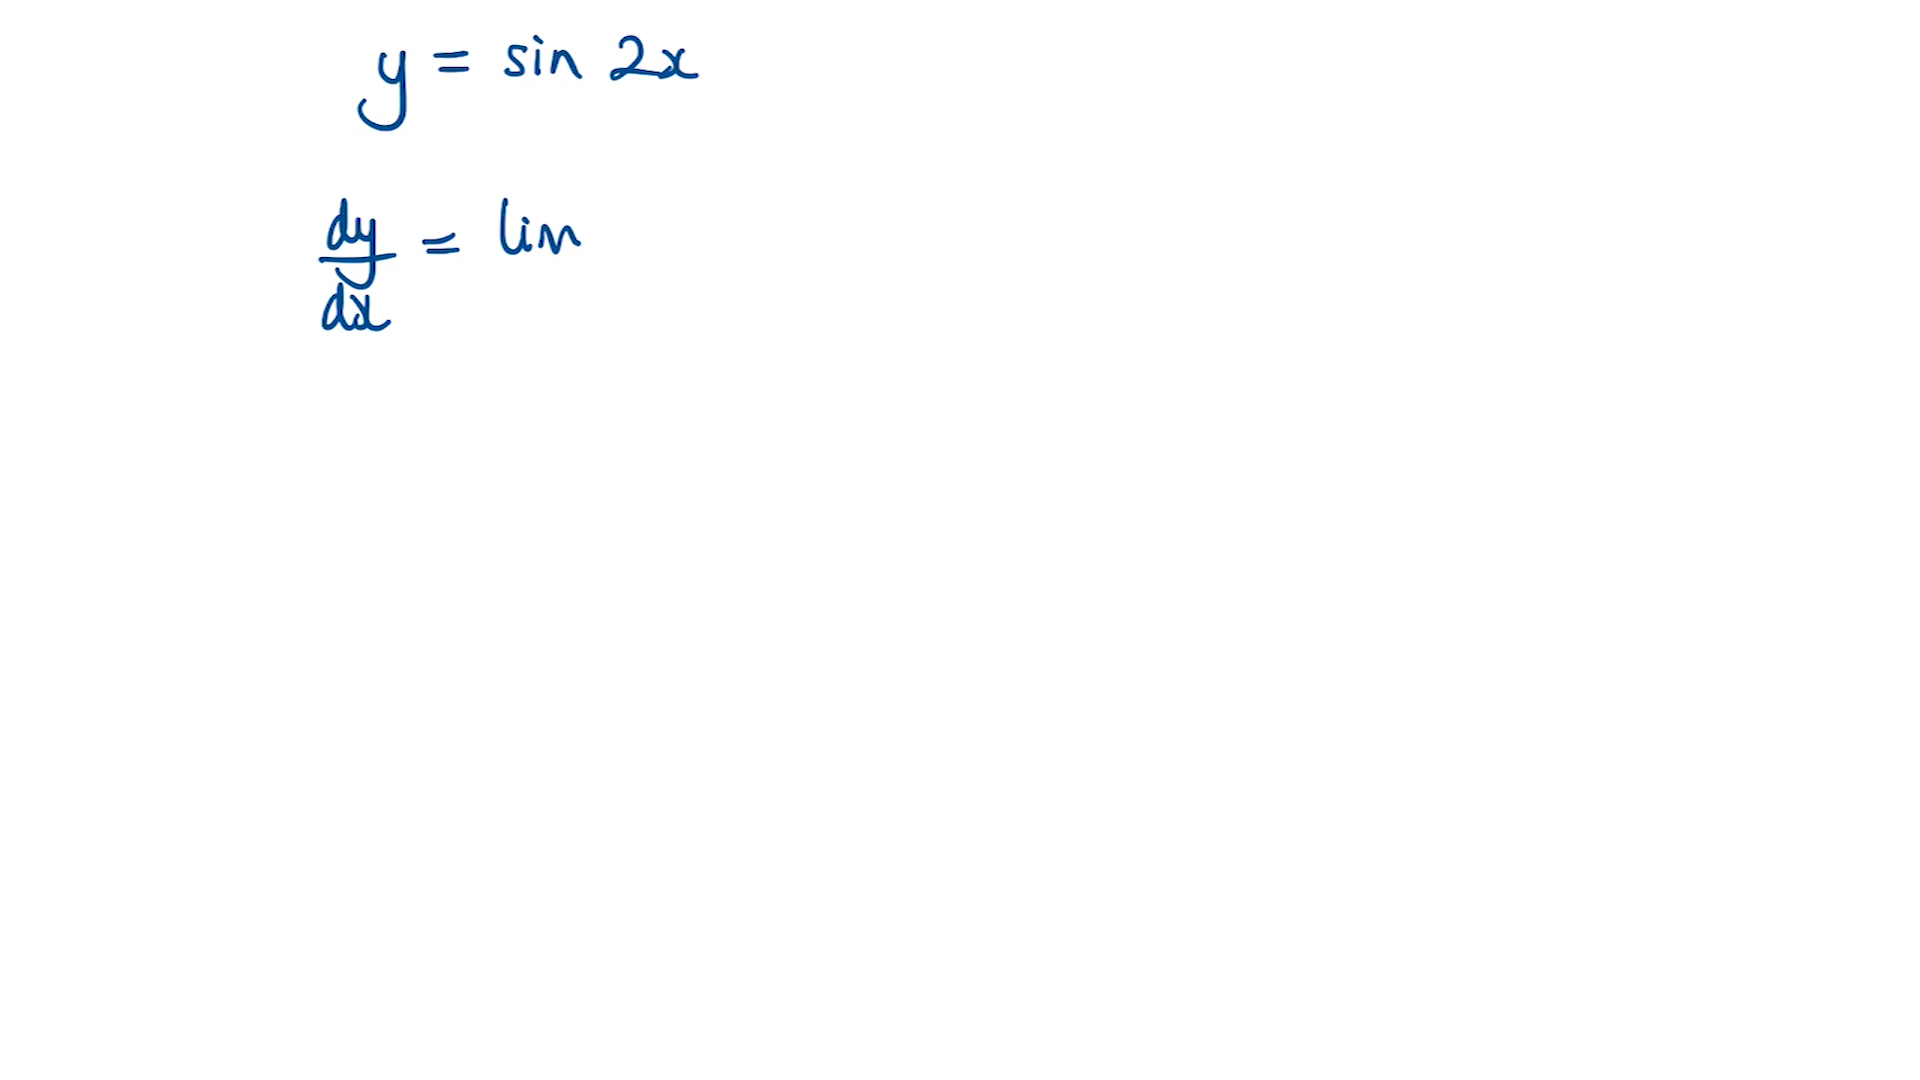 y = sin 2x
dy/dx = lim